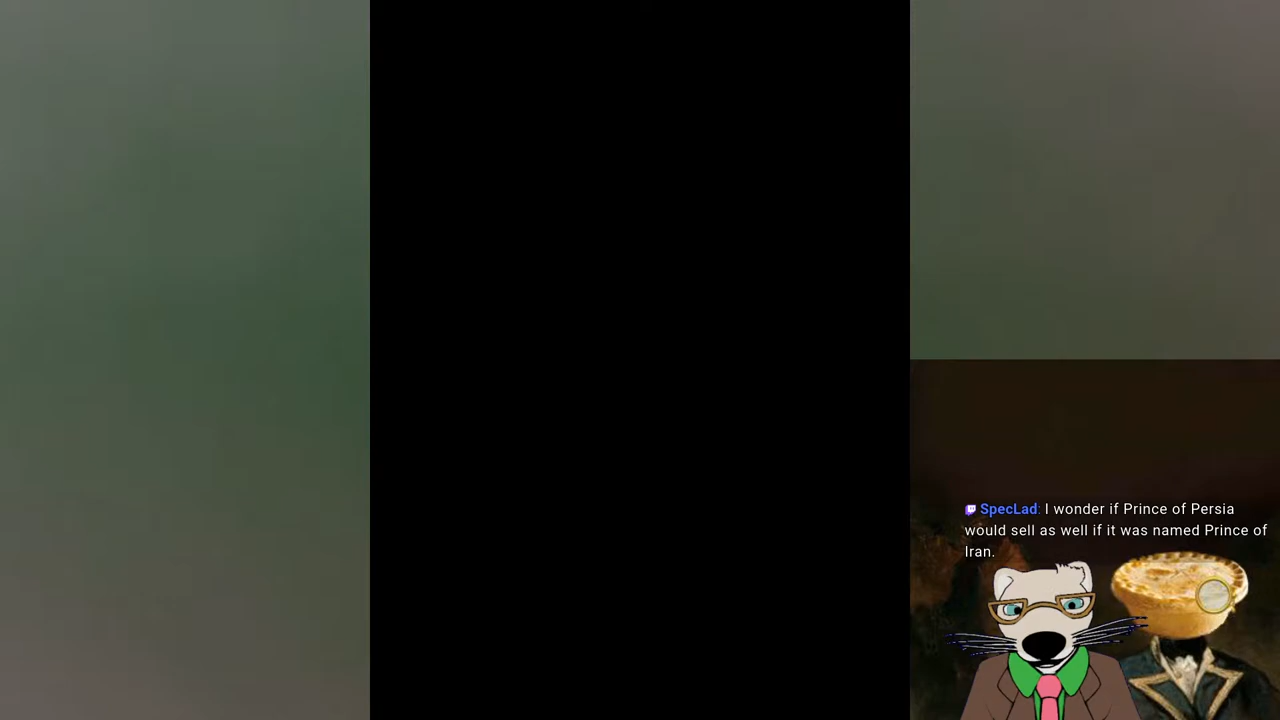 SpecLad: I wonder if Prince of Persia
would sell as well if it was named Prince of
Iran.